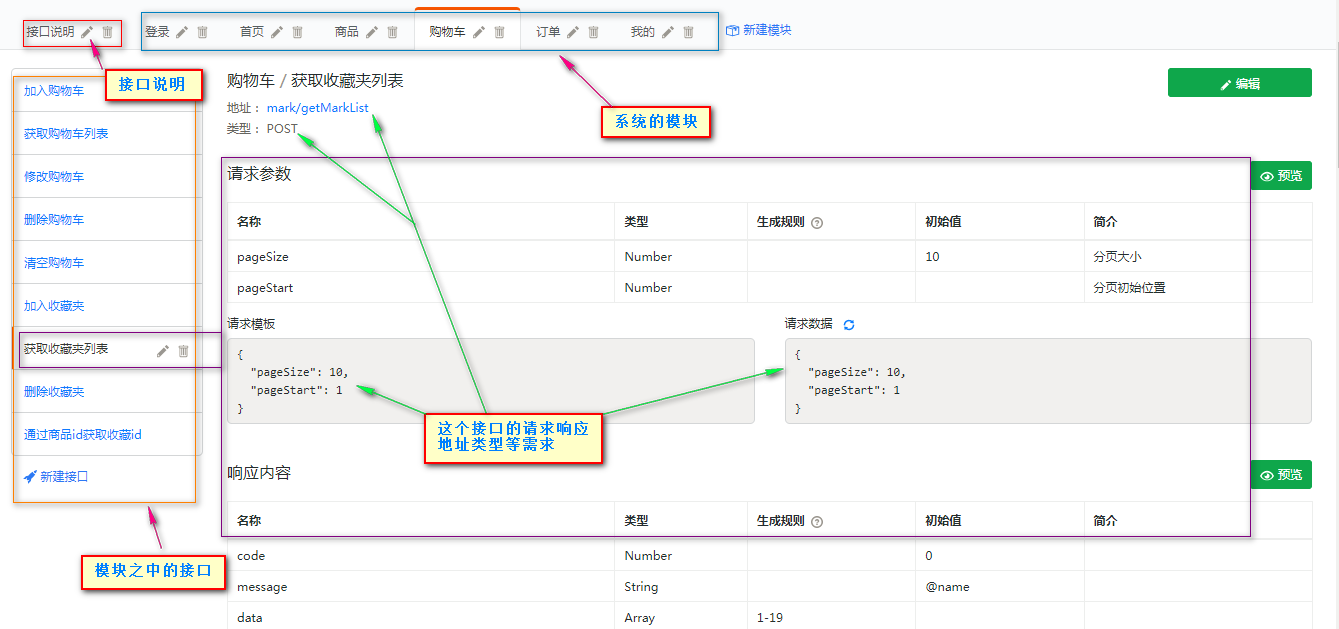 接口说明 登录 首页 商品 购物车 订单 我的 新建模块
接口说明
系统的模块
加入购物车
获取购物车列表
修改购物车
删除购物车
清空购物车
加入收藏夹
获取收藏夹列表
删除收藏夹
通过商品id获取收藏id
新建接口
模块之中的接口
购物车 / 获取收藏夹列表
编辑
地址： mark/getMarkList
类型： POST
请求参数
预览
名称 类型 生成规则 初始值 简介
pageSize Number 10 分页大小
pageStart Number 分页初始位置
请求模板 请求数据
{
"pageSize": 10,
"pageStart": 1
}
{
"pageSize": 10,
"pageStart": 1
}
这个接口的请求响应
地址类型等需求
响应内容
预览
名称 类型 生成规则 初始值 简介
code Number 0
message String @name
data Array 1-19